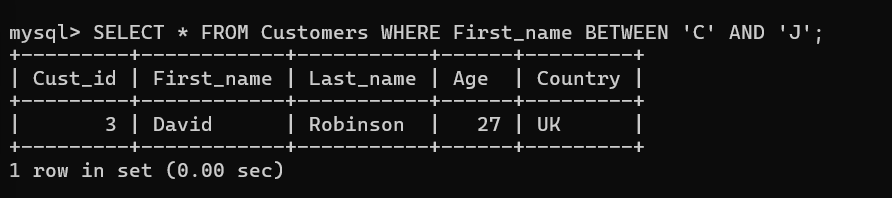 mysql> SELECT * FROM Customers WHERE First_name BETWEEN 'C' AND 'J';
+---------+------------+-----------+------+---------+
| Cust_id | First_name | Last_name | Age  | Country |
+---------+------------+-----------+------+---------+
|       3 | David      | Robinson  |   27 | UK      |
+---------+------------+-----------+------+---------+
1 row in set (0.00 sec)